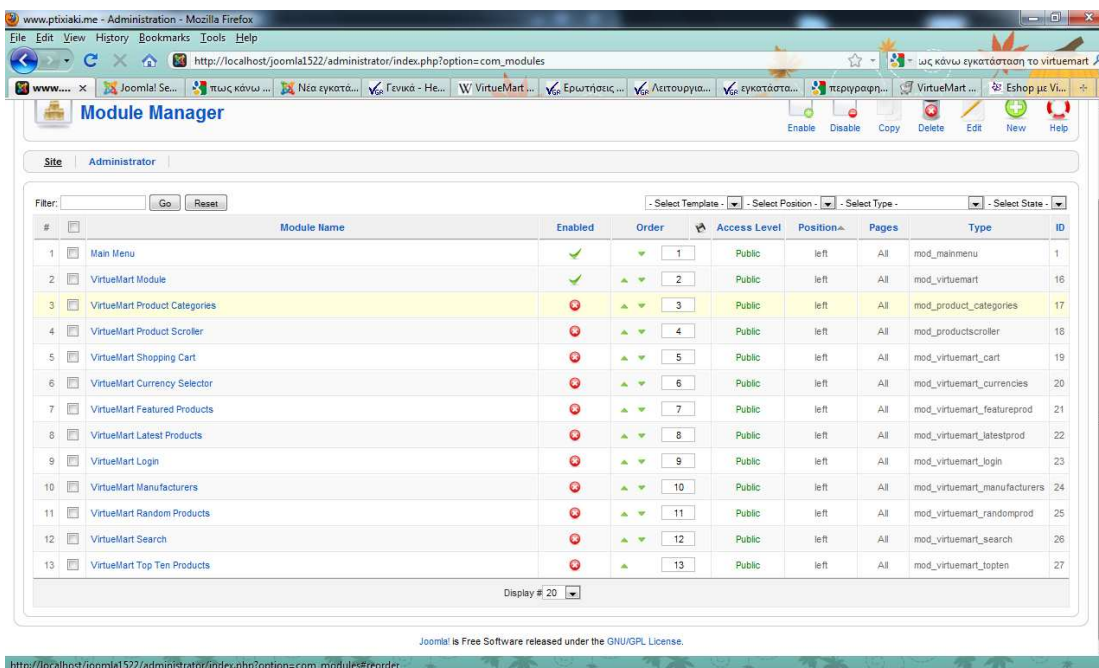 www.ptixiaki.me - Administration - Mozilla Firefox
File Edit View History Bookmarks Tools Help
http://localhost/joomla1522/administrator/index.php?option=com_modules
ως κάνω εγκατάσταση το virtuemart
www.... Joomla! Se... πως κάνω ... Νέα εγκατά... Γενικά - He... VirtueMart ... Ερωτήσεις ... Λειτουργια... εγκατάστα... περιγραφη... VirtueMart ... Eshop με Vi...
Module Manager
Enable Disable Copy Delete Edit New Help
Site Administrator
Filter: Go Reset - Select Template - - Select Position - - Select Type - - Select State -
# Module Name Enabled Order Access Level Position Pages Type ID
1 Main Menu 1 Public left All mod_mainmenu 1
2 VirtueMart Module 2 Public left All mod_virtuemart 16
3 VirtueMart Product Categories 3 Public left All mod_product_categories 17
4 VirtueMart Product Scroller 4 Public left All mod_productscroller 18
5 VirtueMart Shopping Cart 5 Public left All mod_virtuemart_cart 19
6 VirtueMart Currency Selector 6 Public left All mod_virtuemart_currencies 20
7 VirtueMart Featured Products 7 Public left All mod_virtuemart_featureprod 21
8 VirtueMart Latest Products 8 Public left All mod_virtuemart_latestprod 22
9 VirtueMart Login 9 Public left All mod_virtuemart_login 23
10 VirtueMart Manufacturers 10 Public left All mod_virtuemart_manufacturers 24
11 VirtueMart Random Products 11 Public left All mod_virtuemart_randomprod 25
12 VirtueMart Search 12 Public left All mod_virtuemart_search 26
13 VirtueMart Top Ten Products 13 Public left All mod_virtuemart_topten 27
Display # 20
Joomla! is Free Software released under the GNU/GPL License.
http://localhost/joomla1522/administrator/index.php?option=com_modules#reorder